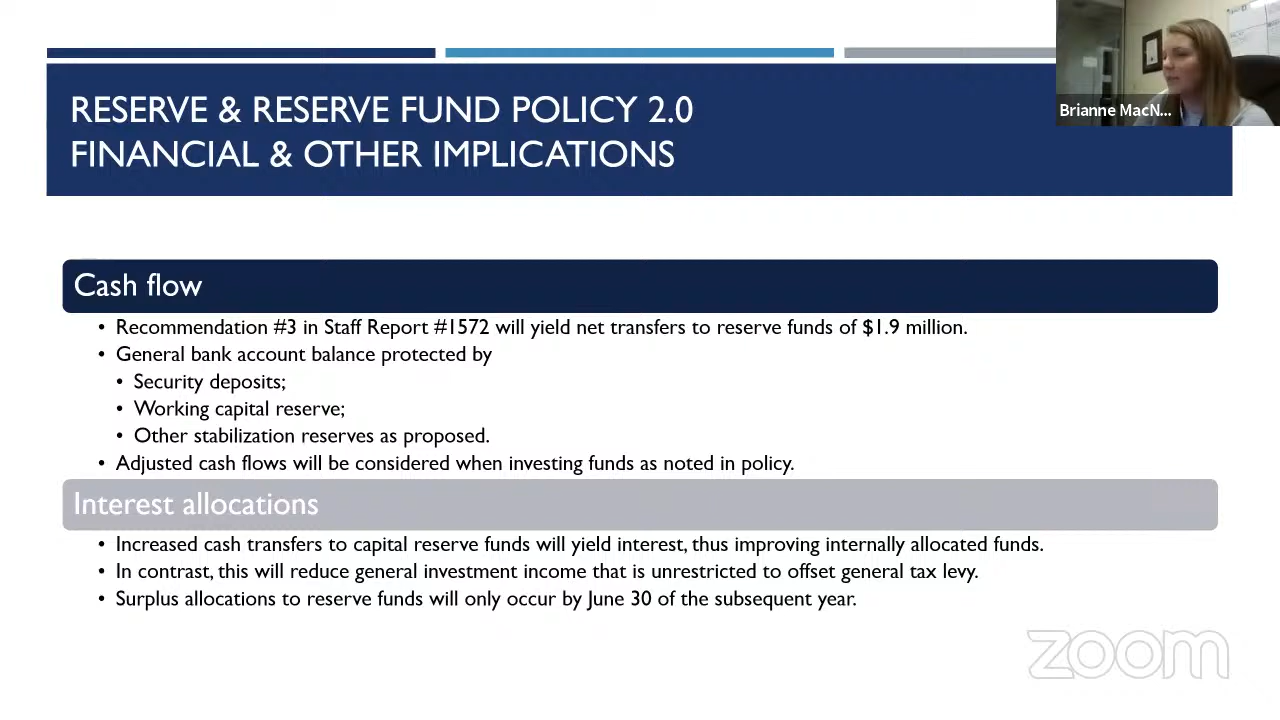 RESERVE & RESERVE FUND POLICY 2.0
FINANCIAL & OTHER IMPLICATIONS
Brianne MacN...
Cash flow
• Recommendation #3 in Staff Report #1572 will yield net transfers to reserve funds of $1.9 million.
• General bank account balance protected by
• Security deposits;
• Working capital reserve;
• Other stabilization reserves as proposed.
• Adjusted cash flows will be considered when investing funds as noted in policy.
Interest allocations
• Increased cash transfers to capital reserve funds will yield interest, thus improving internally allocated funds.
• In contrast, this will reduce general investment income that is unrestricted to offset general tax levy.
• Surplus allocations to reserve funds will only occur by June 30 of the subsequent year.
zoom